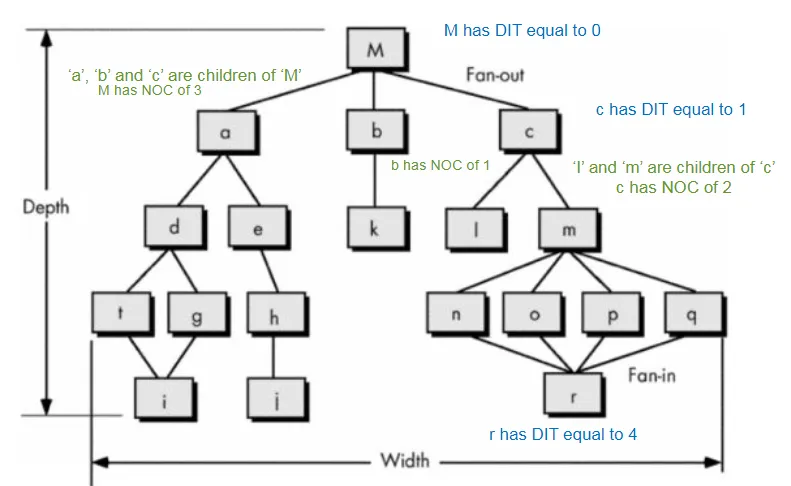 M has DIT equal to 0
M
'a', 'b' and 'c' are children of 'M'
M has NOC of 3
Fan-out
c has DIT equal to 1
a
b
c
b has NOC of 1
'l' and 'm' are children of 'c'
c has NOC of 2
Depth
d
e
k
l
m
t
g
h
n
o
p
q
Fan-in
i
j
r
r has DIT equal to 4
Width